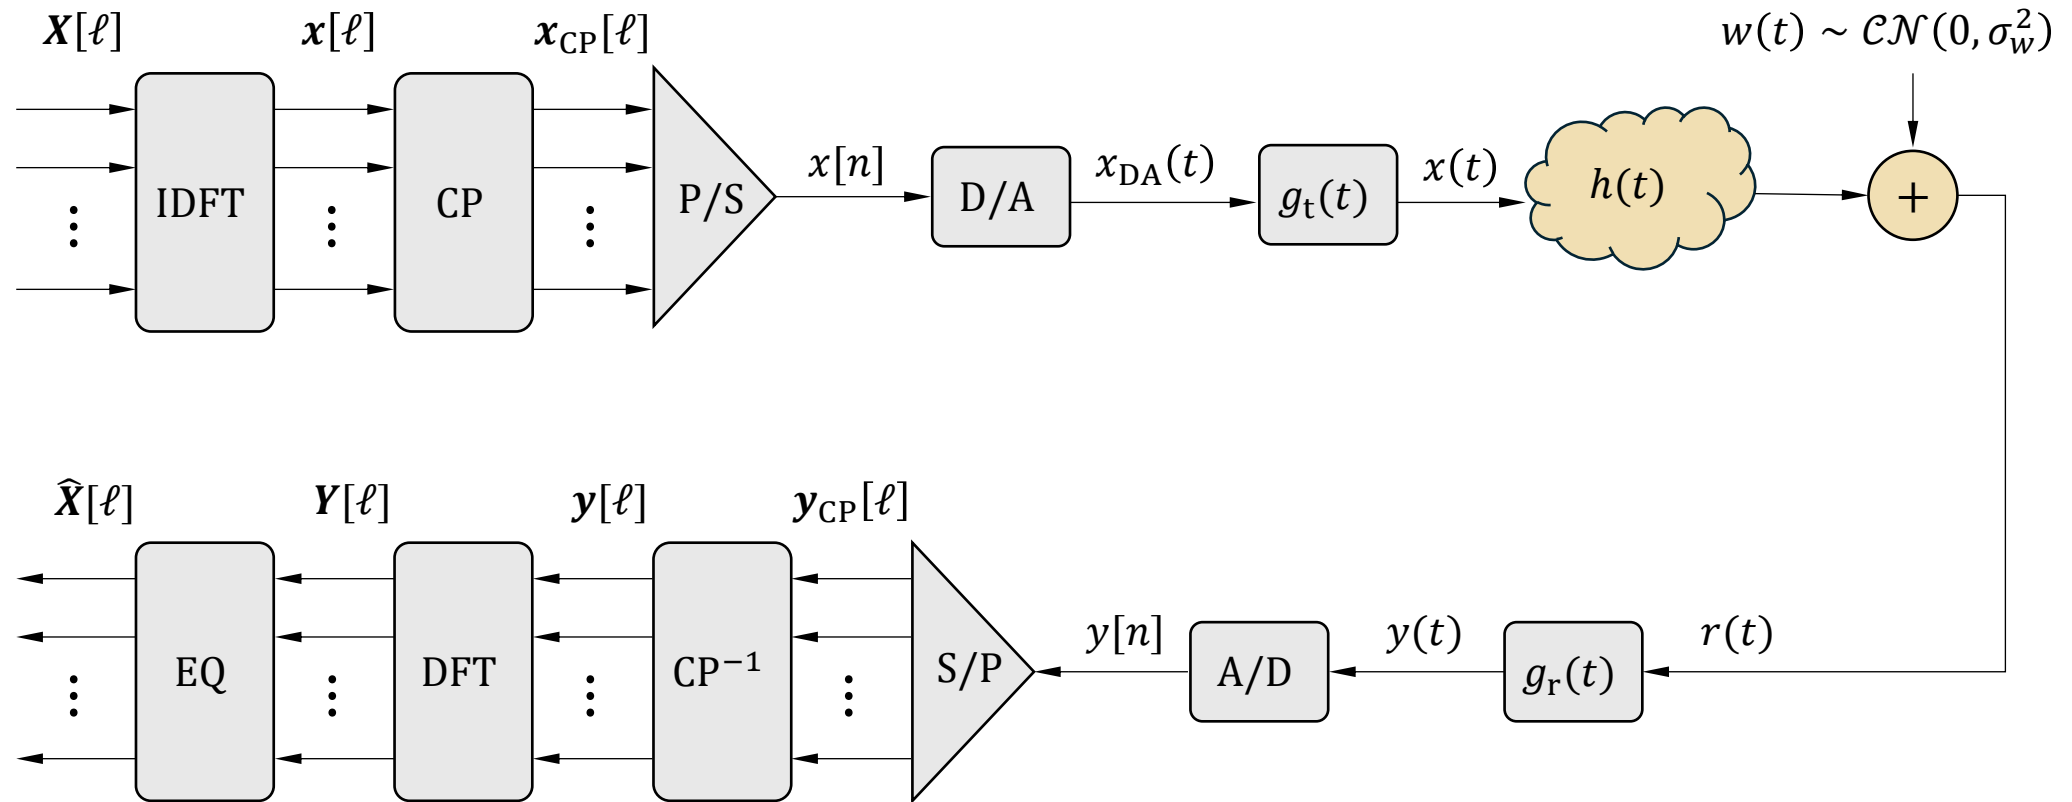 𝑿[ℓ] 𝒙[ℓ] 𝒙_CP[ℓ] 𝑤(𝑡) ~ 𝒞𝒩(0, σ_w^2)
IDFT CP P/S 𝑥[𝑛] D/A 𝑥_DA(𝑡) 𝑔_t(𝑡) 𝑥(𝑡) ℎ(𝑡) +
𝑿̂[ℓ] 𝒀[ℓ] 𝒚[ℓ] 𝒚_CP[ℓ]
EQ DFT CP⁻¹ S/P 𝑦[𝑛] A/D 𝑦(𝑡) 𝑔_r(𝑡) 𝑟(𝑡)